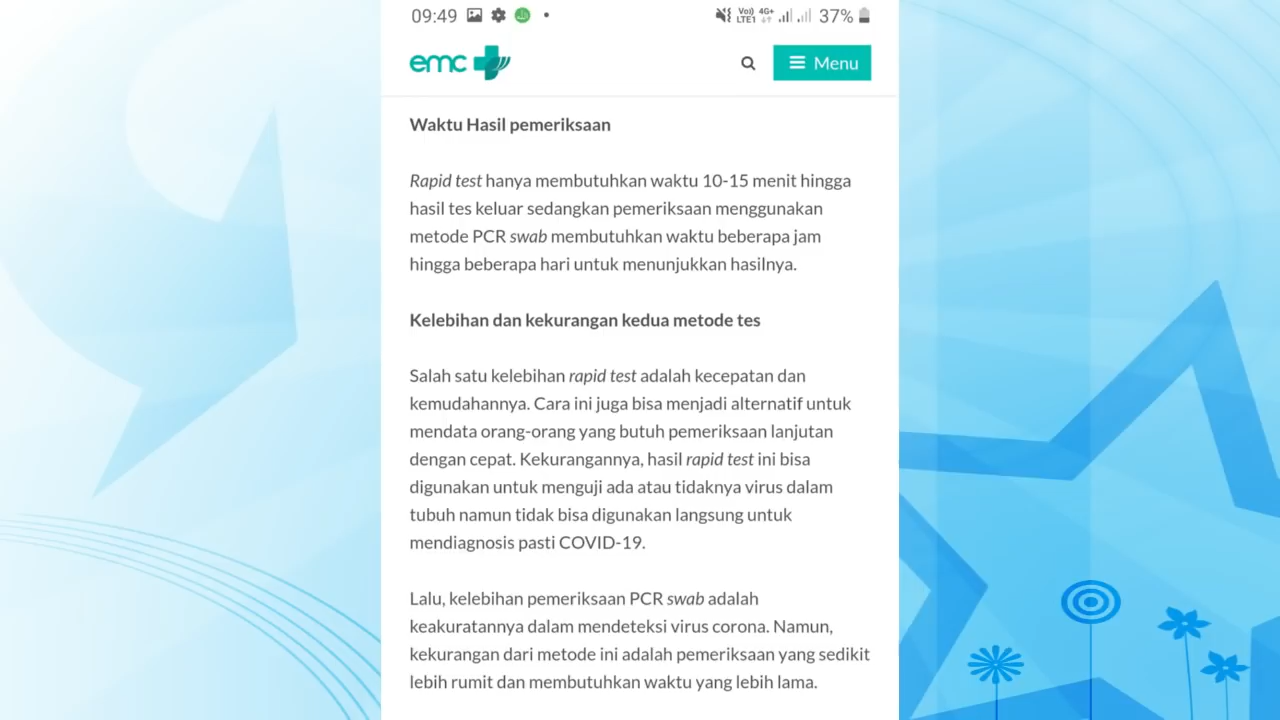 09:49 Vo)) LTE1 4G+ 37%
emc Menu
Waktu Hasil pemeriksaan
Rapid test hanya membutuhkan waktu 10-15 menit hingga
hasil tes keluar sedangkan pemeriksaan menggunakan
metode PCR swab membutuhkan waktu beberapa jam
hingga beberapa hari untuk menunjukkan hasilnya.
Kelebihan dan kekurangan kedua metode tes
Salah satu kelebihan rapid test adalah kecepatan dan
kemudahannya. Cara ini juga bisa menjadi alternatif untuk
mendata orang-orang yang butuh pemeriksaan lanjutan
dengan cepat. Kekurangannya, hasil rapid test ini bisa
digunakan untuk menguji ada atau tidaknya virus dalam
tubuh namun tidak bisa digunakan langsung untuk
mendiagnosis pasti COVID-19.
Lalu, kelebihan pemeriksaan PCR swab adalah
keakuratannya dalam mendeteksi virus corona. Namun,
kekurangan dari metode ini adalah pemeriksaan yang sedikit
lebih rumit dan membutuhkan waktu yang lebih lama.